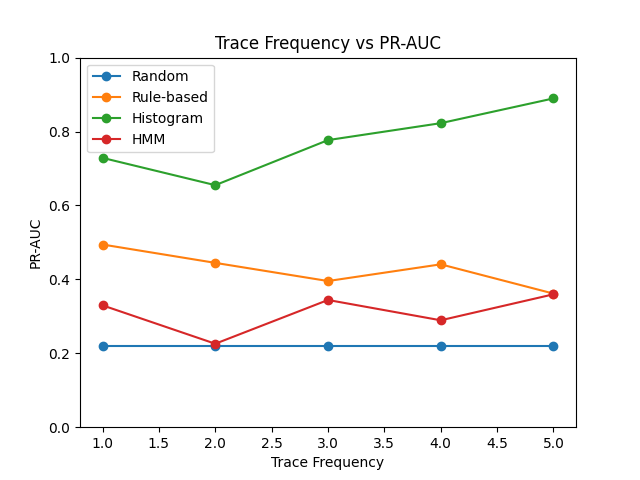 Trace Frequency vs PR-AUC
Random
Rule-based
Histogram
HMM
PR-AUC
1.0
0.8
0.6
0.4
0.2
0.0
1.0 1.5 2.0 2.5 3.0 3.5 4.0 4.5 5.0
Trace Frequency